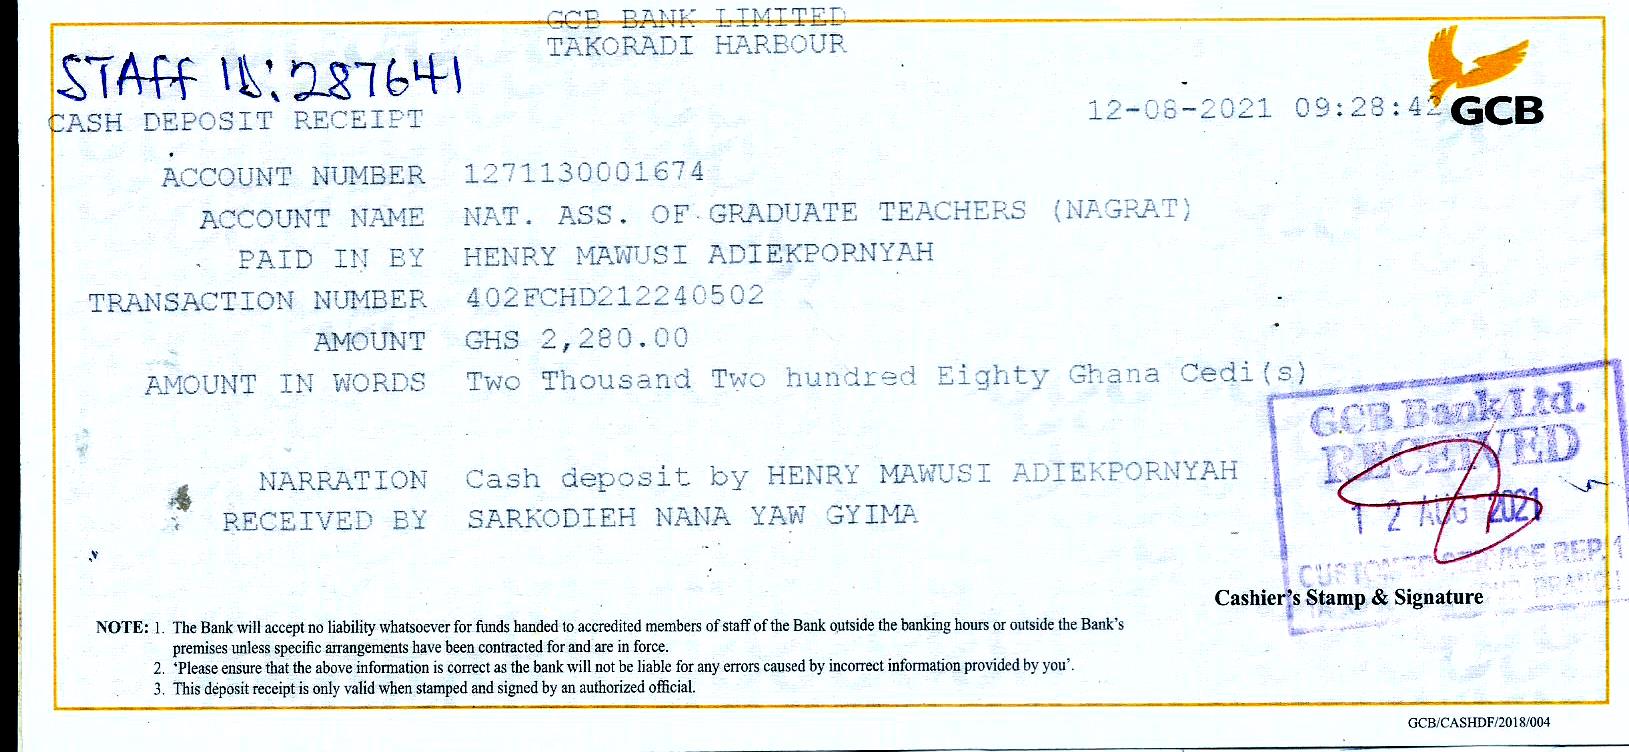 GCB BANK LIMITED
TAKORADI HARBOUR
STAFF ID: 287641
12-08-2021 09:28:42
GCB
CASH DEPOSIT RECEIPT
ACCOUNT NUMBER 1271130001674
ACCOUNT NAME NAT. ASS. OF GRADUATE TEACHERS (NAGRAT)
PAID IN BY HENRY MAWUSI ADIEKPORNYAH
TRANSACTION NUMBER 402FCHD212240502
AMOUNT GHS 2,280.00
AMOUNT IN WORDS Two Thousand Two hundred Eighty Ghana Cedi(s)
GCB Bank Ltd.
RECEIVED
12 AUG 2021
CUSTOMER SERVICE REP. 1
BRANCH
NARRATION Cash deposit by HENRY MAWUSI ADIEKPORNYAH
RECEIVED BY SARKODIEH NANA YAW GYIMA
Cashier's Stamp & Signature
NOTE: 1. The Bank will accept no liability whatsoever for funds handed to accredited members of staff of the Bank outside the banking hours or outside the Bank's
premises unless specific arrangements have been contracted for and are in force.
2. 'Please ensure that the above information is correct as the bank will not be liable for any errors caused by incorrect information provided by you'.
3. This deposit receipt is only valid when stamped and signed by an authorized official.
GCB/CASHDF/2018/004